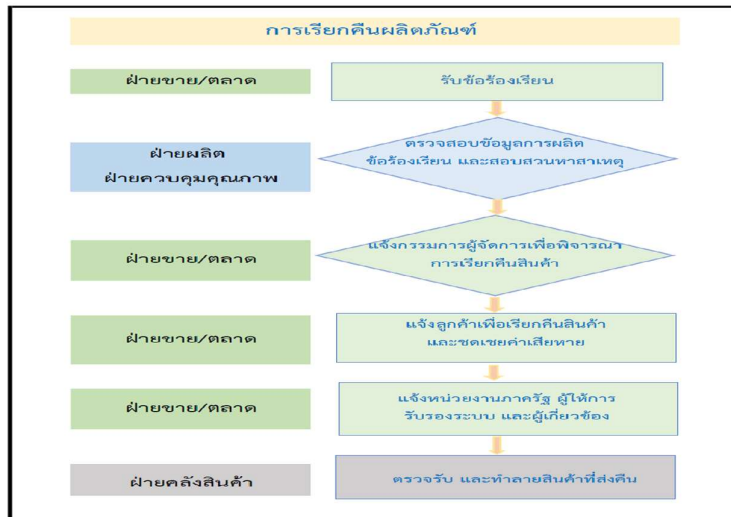 การเรียกคืนผลิตภัณฑ์
ฝ่ายขาย/ตลาด
รับข้อร้องเรียน
ฝ่ายผลิต
ฝ่ายควบคุมคุณภาพ
ตรวจสอบข้อมูลการผลิต
ข้อร้องเรียน และสอบสวนหาสาเหตุ
ฝ่ายขาย/ตลาด
แจ้งกรรมการผู้จัดการเพื่อพิจารณา
การเรียกคืนสินค้า
ฝ่ายขาย/ตลาด
แจ้งลูกค้าเพื่อเรียกคืนสินค้า
และชดเชยค่าเสียหาย
ฝ่ายขาย/ตลาด
แจ้งหน่วยงานภาครัฐ ผู้ให้การ
รับรองระบบ และผู้เกี่ยวข้อง
ฝ่ายคลังสินค้า
ตรวจรับ และทำลายสินค้าที่ส่งคืน